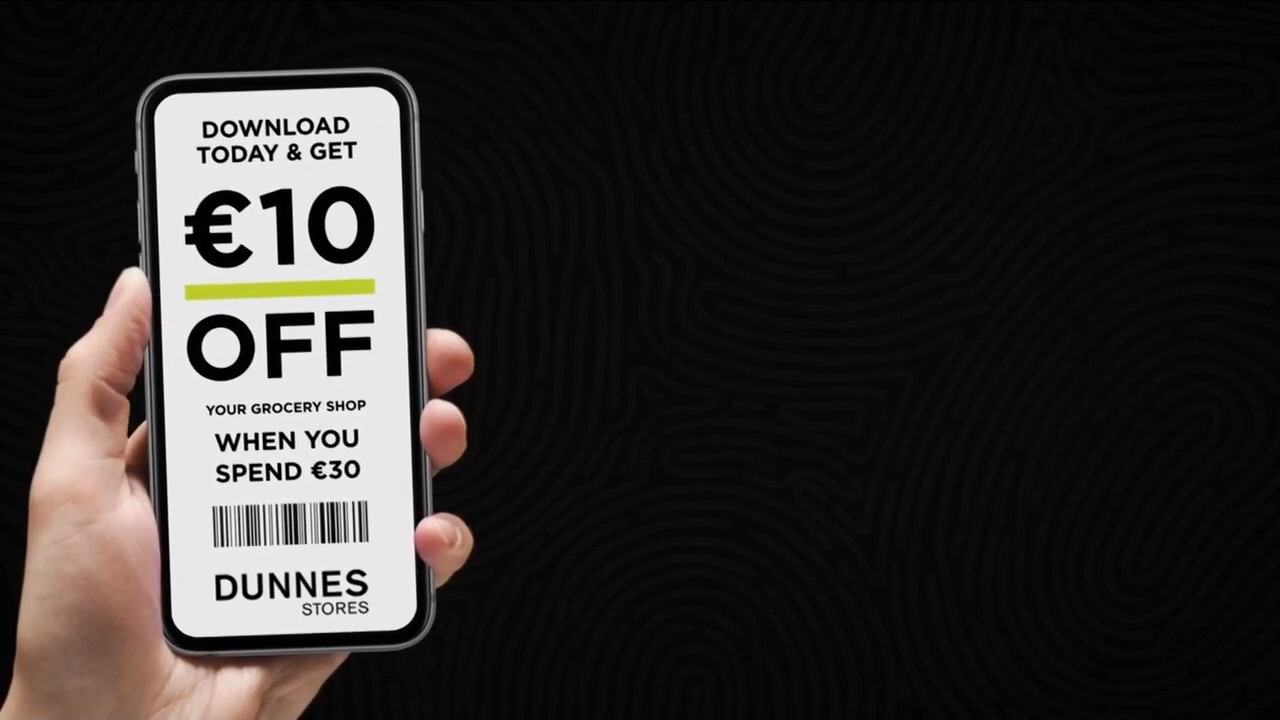 DOWNLOAD
TODAY & GET
€10
OFF
YOUR GROCERY SHOP
WHEN YOU
SPEND €30
DUNNES
STORES